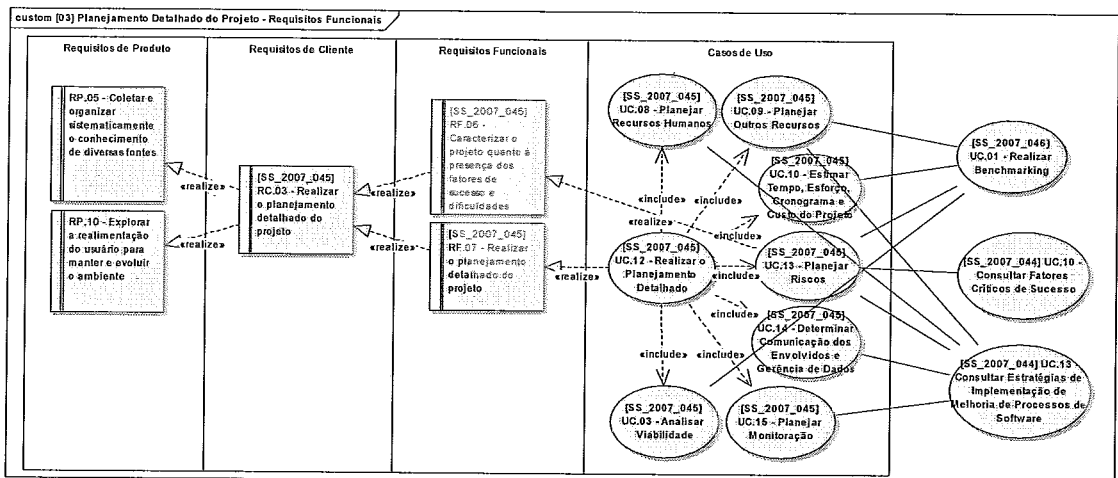 custom [03] Planejamento Detalhado do Projeto - Requisitos Funcionais
Requisitos de Produto
Requisitos de Cliente
Requisitos Funcionais
Casos de Uso
RP.05 - Coletar e
organizar
sistematicamente
o conhecimento
de diversas fontes
RP.10 - Explorar
a realimentação
do usuário para
manter e evoluir o
ambiente
«realize»
«realize»
[SS_2007_045]
RC.03 - Realizar
o planejamento
detalhado do
projeto
«realize»
«realize»
[SS_2007_045]
RF.06 -
Caracterizar o
projeto quanto à
presença dos
fatores de
sucesso e
dificuldades
[SS_2007_045]
RF.07 - Realizar
o planejamento
detalhado do
projeto
«realize»
«realize»
[SS_2007_045]
UC.08 - Planejar
Recursos Humanos
[SS_2007_045]
UC.09 - Planejar
Outros Recursos
[SS_2007_045]
UC.10 - Estimar
Tempo, Esforço,
Cronograma e
Custo do Projeto
«include»
«include»
«include»
[SS_2007_045]
UC.12 - Realizar o
Planejamento
Detalhado
«include»
[SS_2007_045]
UC.13 - Planejar
Riscos
«include»
[SS_2007_045]
UC.14 - Determinar
Comunicação dos
Envolvidos e
Gerência de Dados
«include»
«include»
[SS_2007_045]
UC.03 - Analisar
Viabilidade
[SS_2007_045]
UC.15 - Planejar
Monitoração
[SS_2007_046]
UC.01 - Realizar
Benchmarking
[SS_2007_044] UC.10 -
Consultar Fatores
Críticos de Sucesso
[SS_2007_044] UC.13 -
Consultar Estratégias de
Implementação de
Melhoria de Processos de
Software